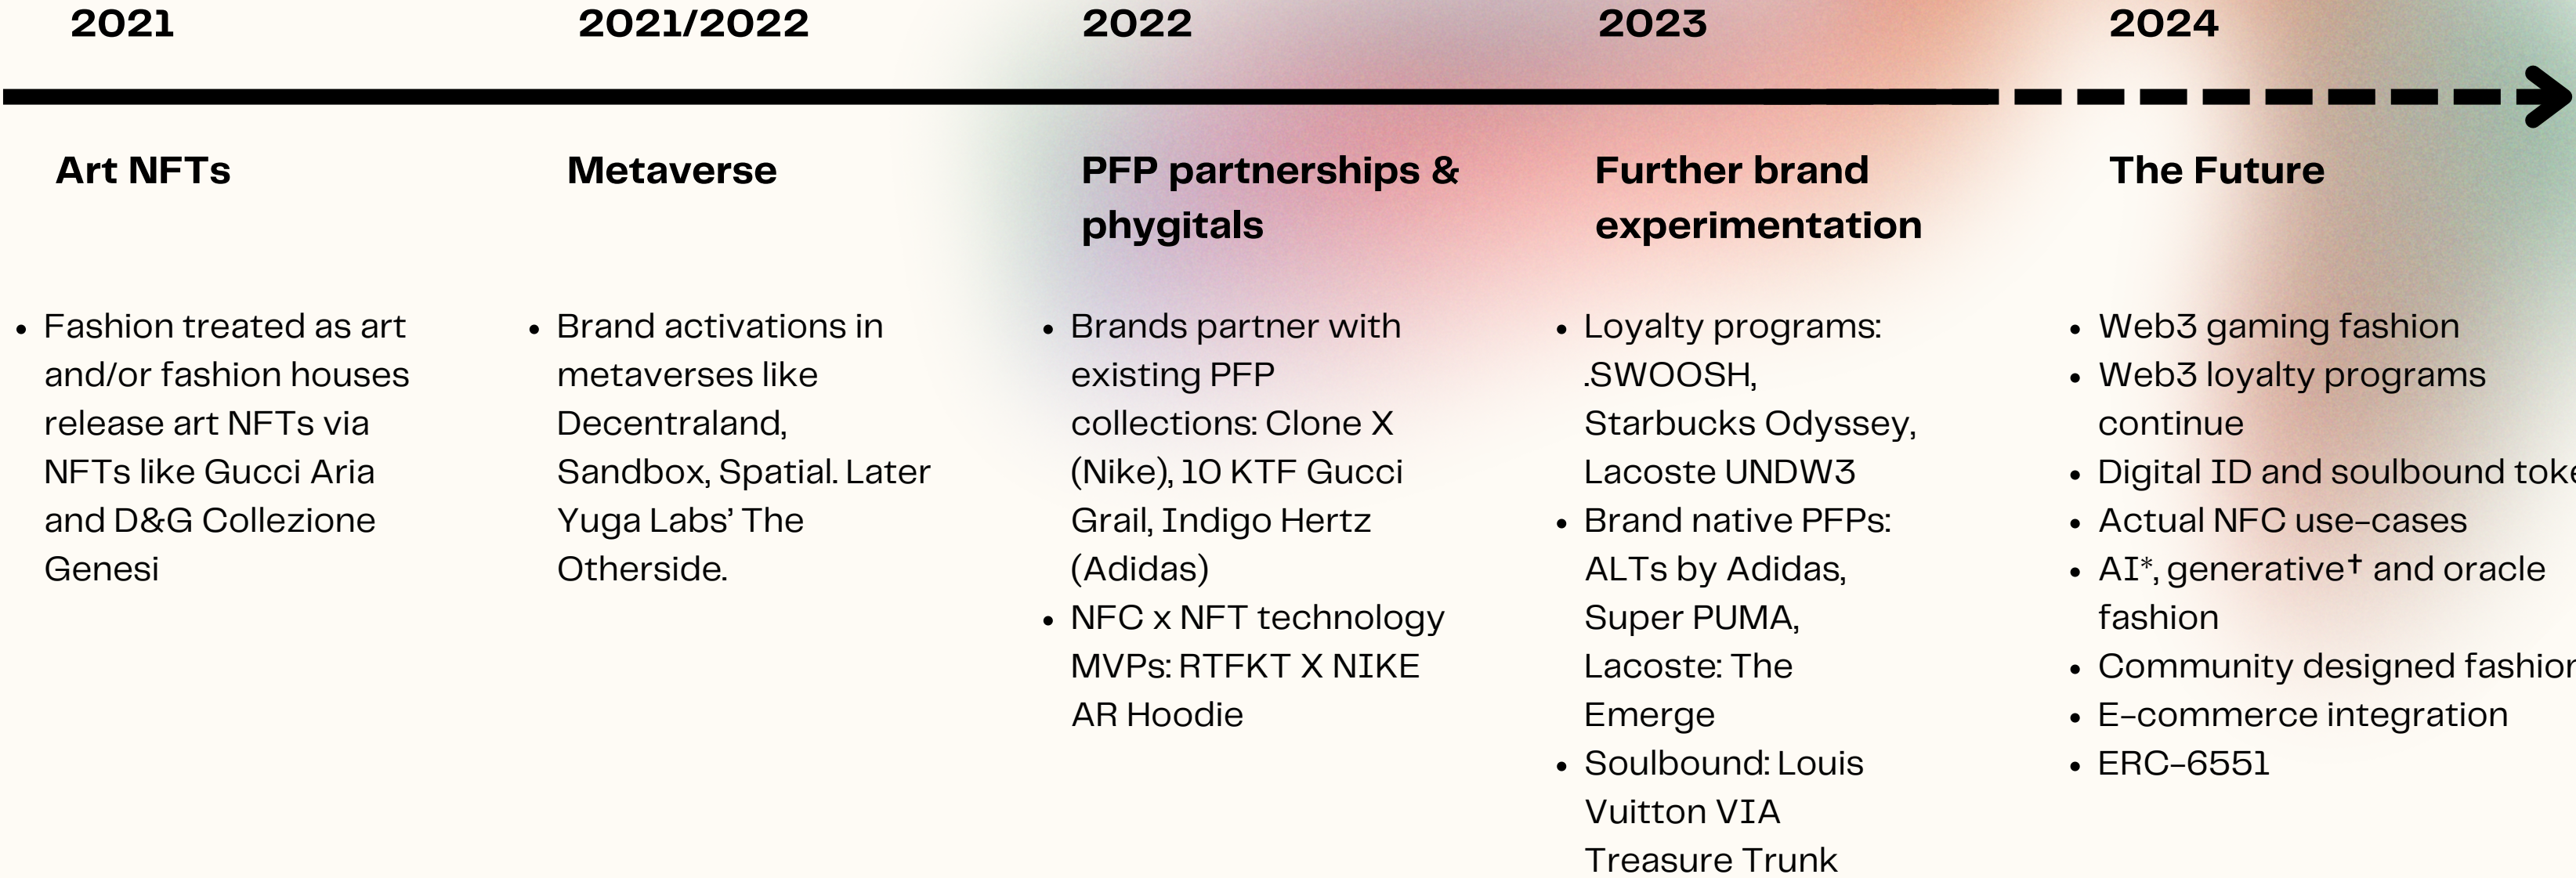 2021
Art NFTs
• Fashion treated as art
and/or fashion houses
release art NFTs via
NFTs like Gucci Aria
and D&G Collezione
Genesi
2021/2022
Metaverse
• Brand activations in
metaverses like
Decentraland,
Sandbox, Spatial. Later
Yuga Labs’ The
Otherside.
2022
PFP partnerships &
phygitals
• Brands partner with
existing PFP
collections: Clone X
(Nike), 10 KTF Gucci
Grail, Indigo Hertz
(Adidas)
• NFC x NFT technology
MVPs: RTFKT X NIKE
AR Hoodie
2023
Further brand
experimentation
• Loyalty programs:
.SWOOSH,
Starbucks Odyssey,
Lacoste UNDW3
• Brand native PFPs:
ALTs by Adidas,
Super PUMA,
Lacoste: The
Emerge
• Soulbound: Louis
Vuitton VIA
Treasure Trunk
2024
The Future
• Web3 gaming fashion
• Web3 loyalty programs
continue
• Digital ID and soulbound
• Actual NFC use-cases
• AI*, generative† and oracle
fashion
• Community designed fashion
• E-commerce integration
• ERC-6551